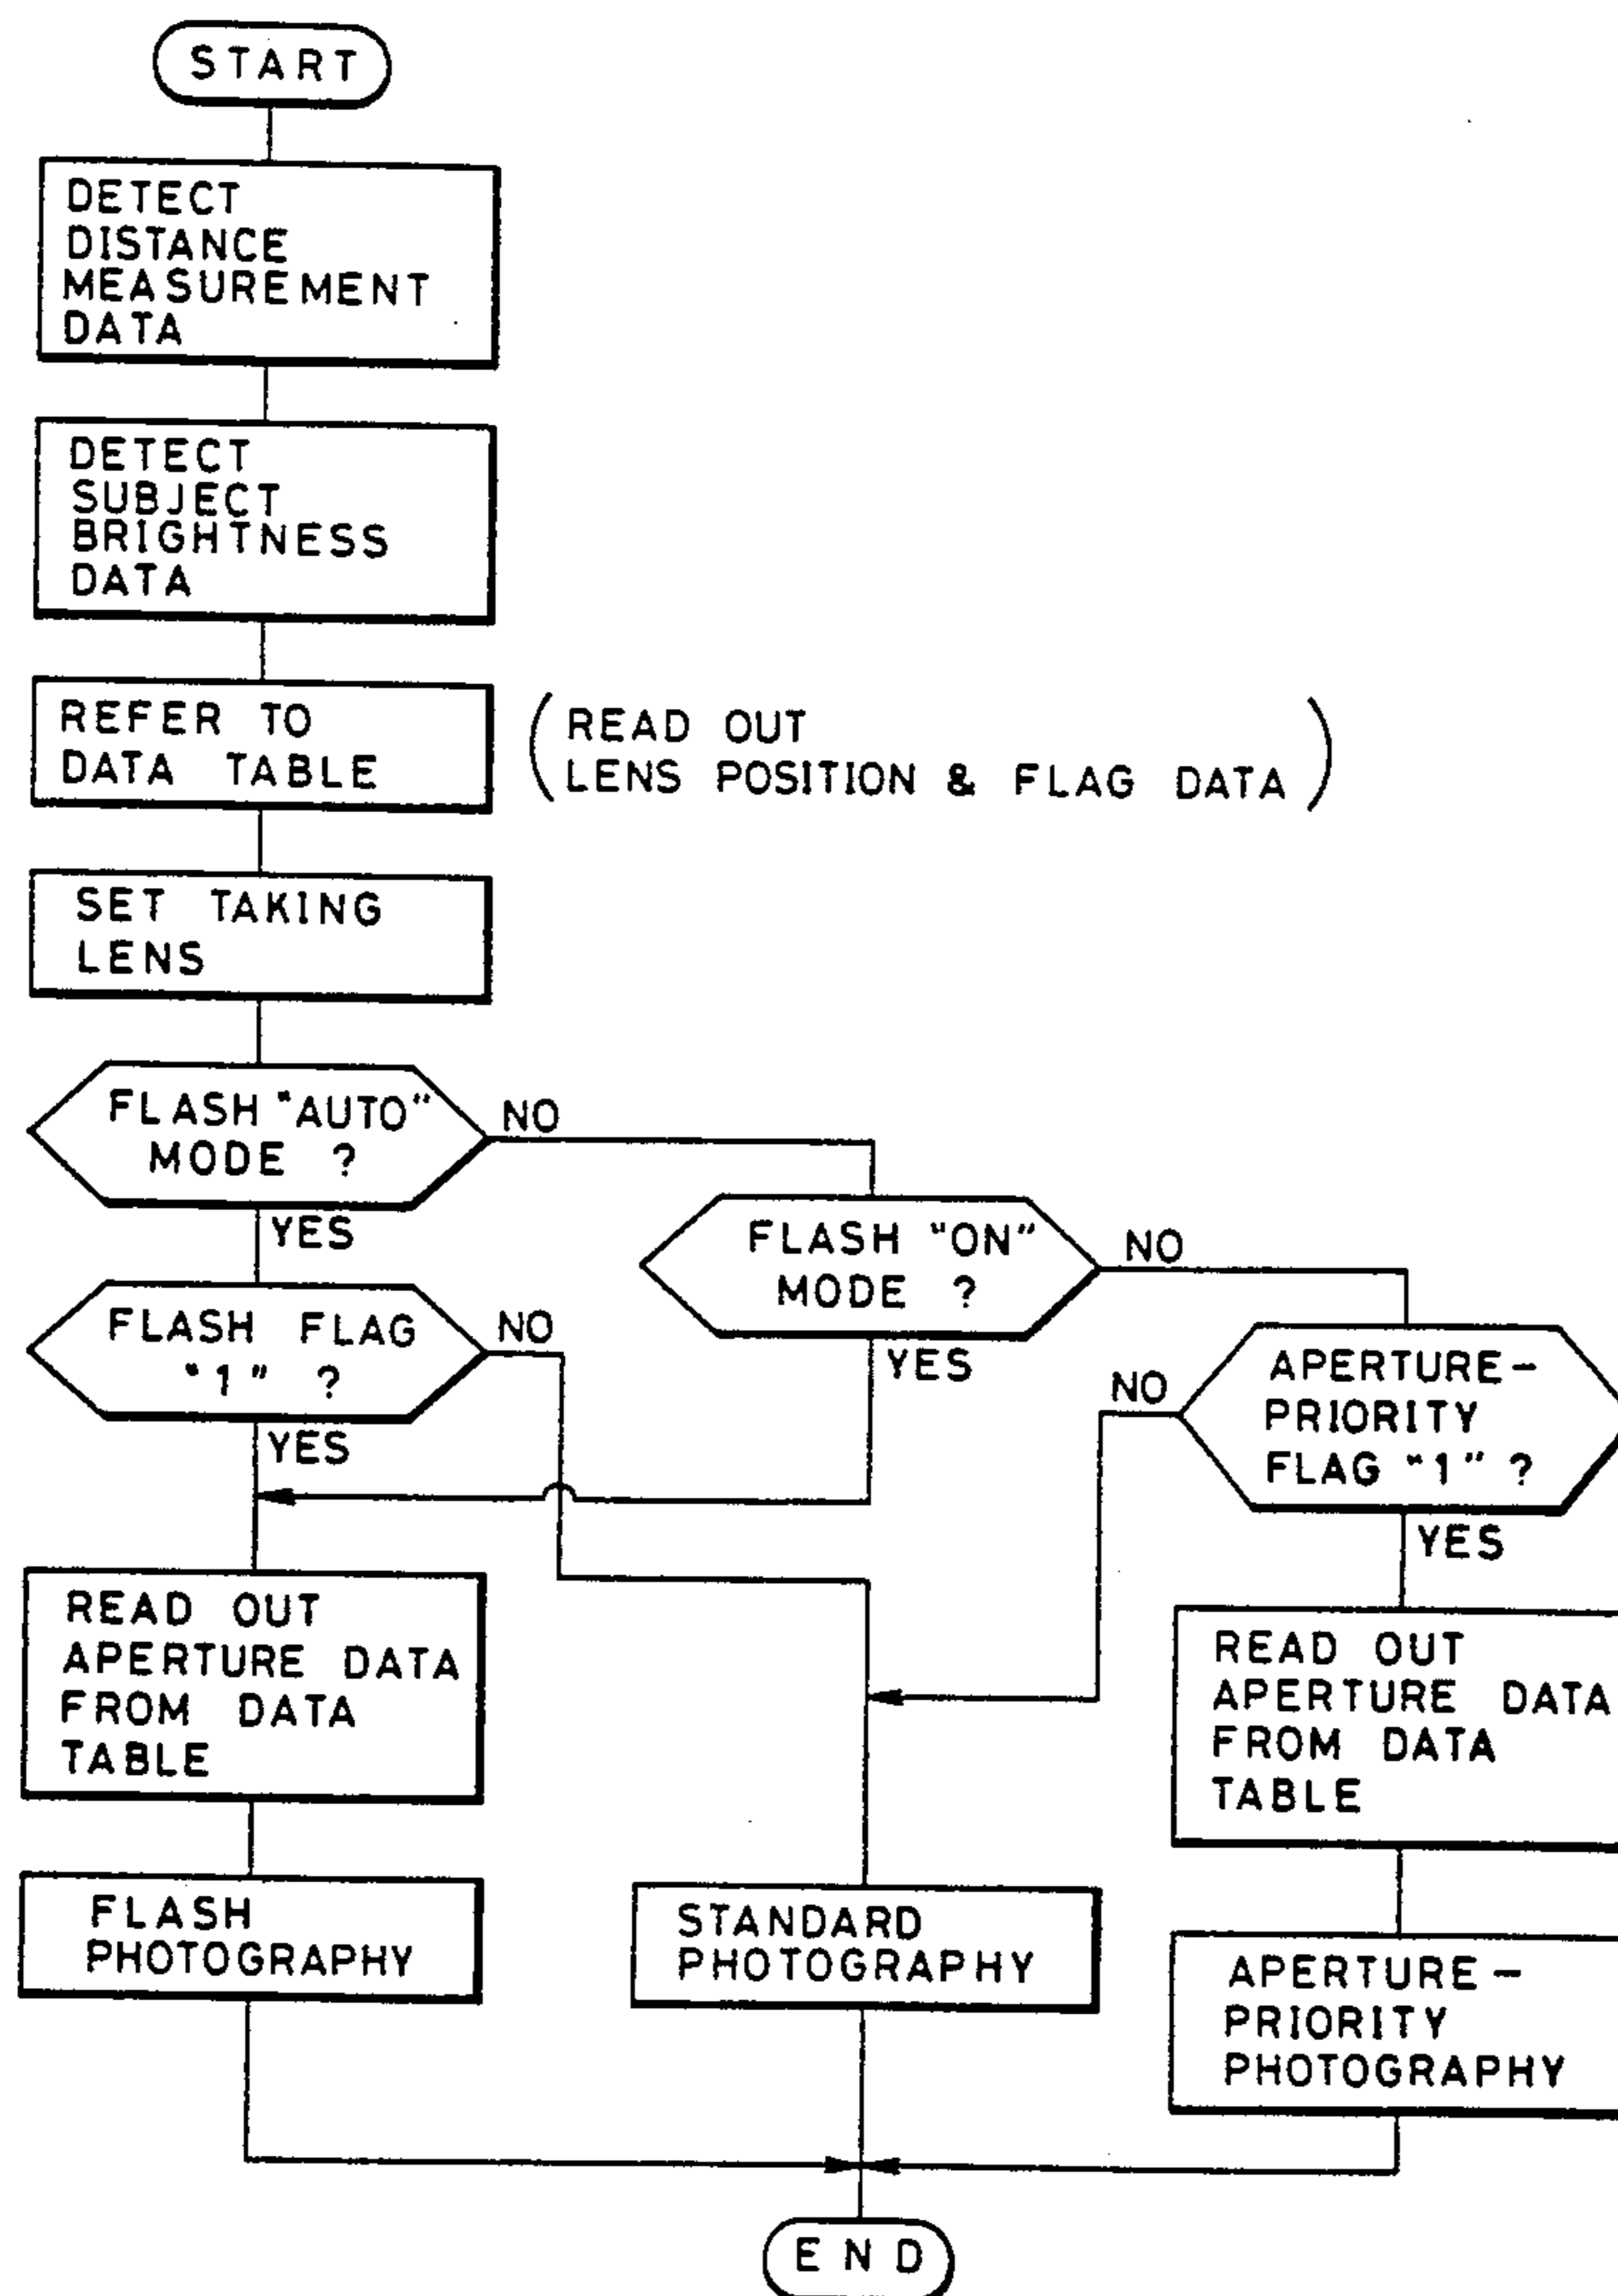 START
DETECT
DISTANCE
MEASUREMENT
DATA
DETECT
SUBJECT
BRIGHTNESS
DATA
REFER TO
DATA TABLE
READ OUT
LENS POSITION & FLAG DATA
SET TAKING
LENS
FLASH "AUTO"
MODE ?
NO
YES
FLASH "ON"
MODE ?
NO
YES
FLASH FLAG
"1" ?
NO
YES
APERTURE-
PRIORITY
FLAG "1" ?
NO
YES
READ OUT
APERTURE DATA
FROM DATA
TABLE
READ OUT
APERTURE DATA
FROM DATA
TABLE
FLASH
PHOTOGRAPHY
STANDARD
PHOTOGRAPHY
APERTURE-
PRIORITY
PHOTOGRAPHY
END